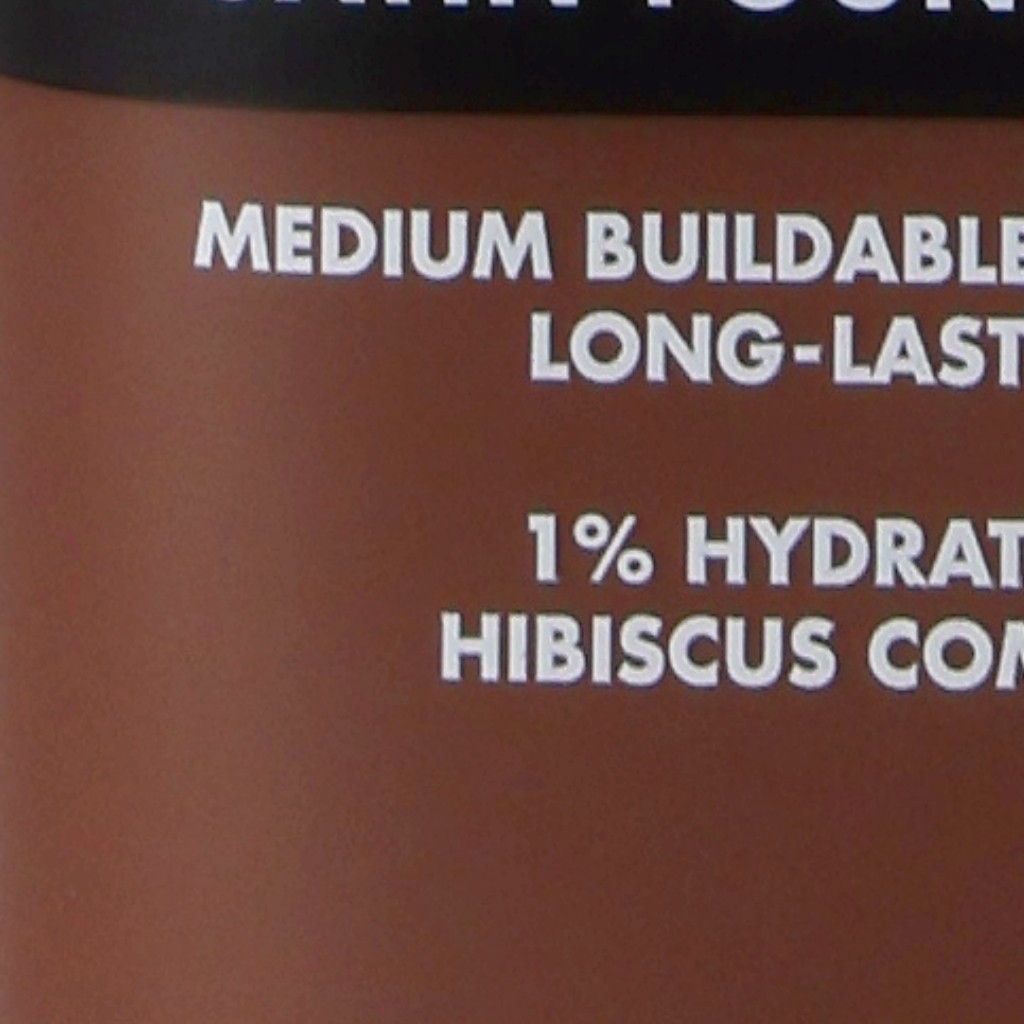 MEDIUM BUILDABLE
LONG-LAST
1% HYDRAT
HIBISCUS COM